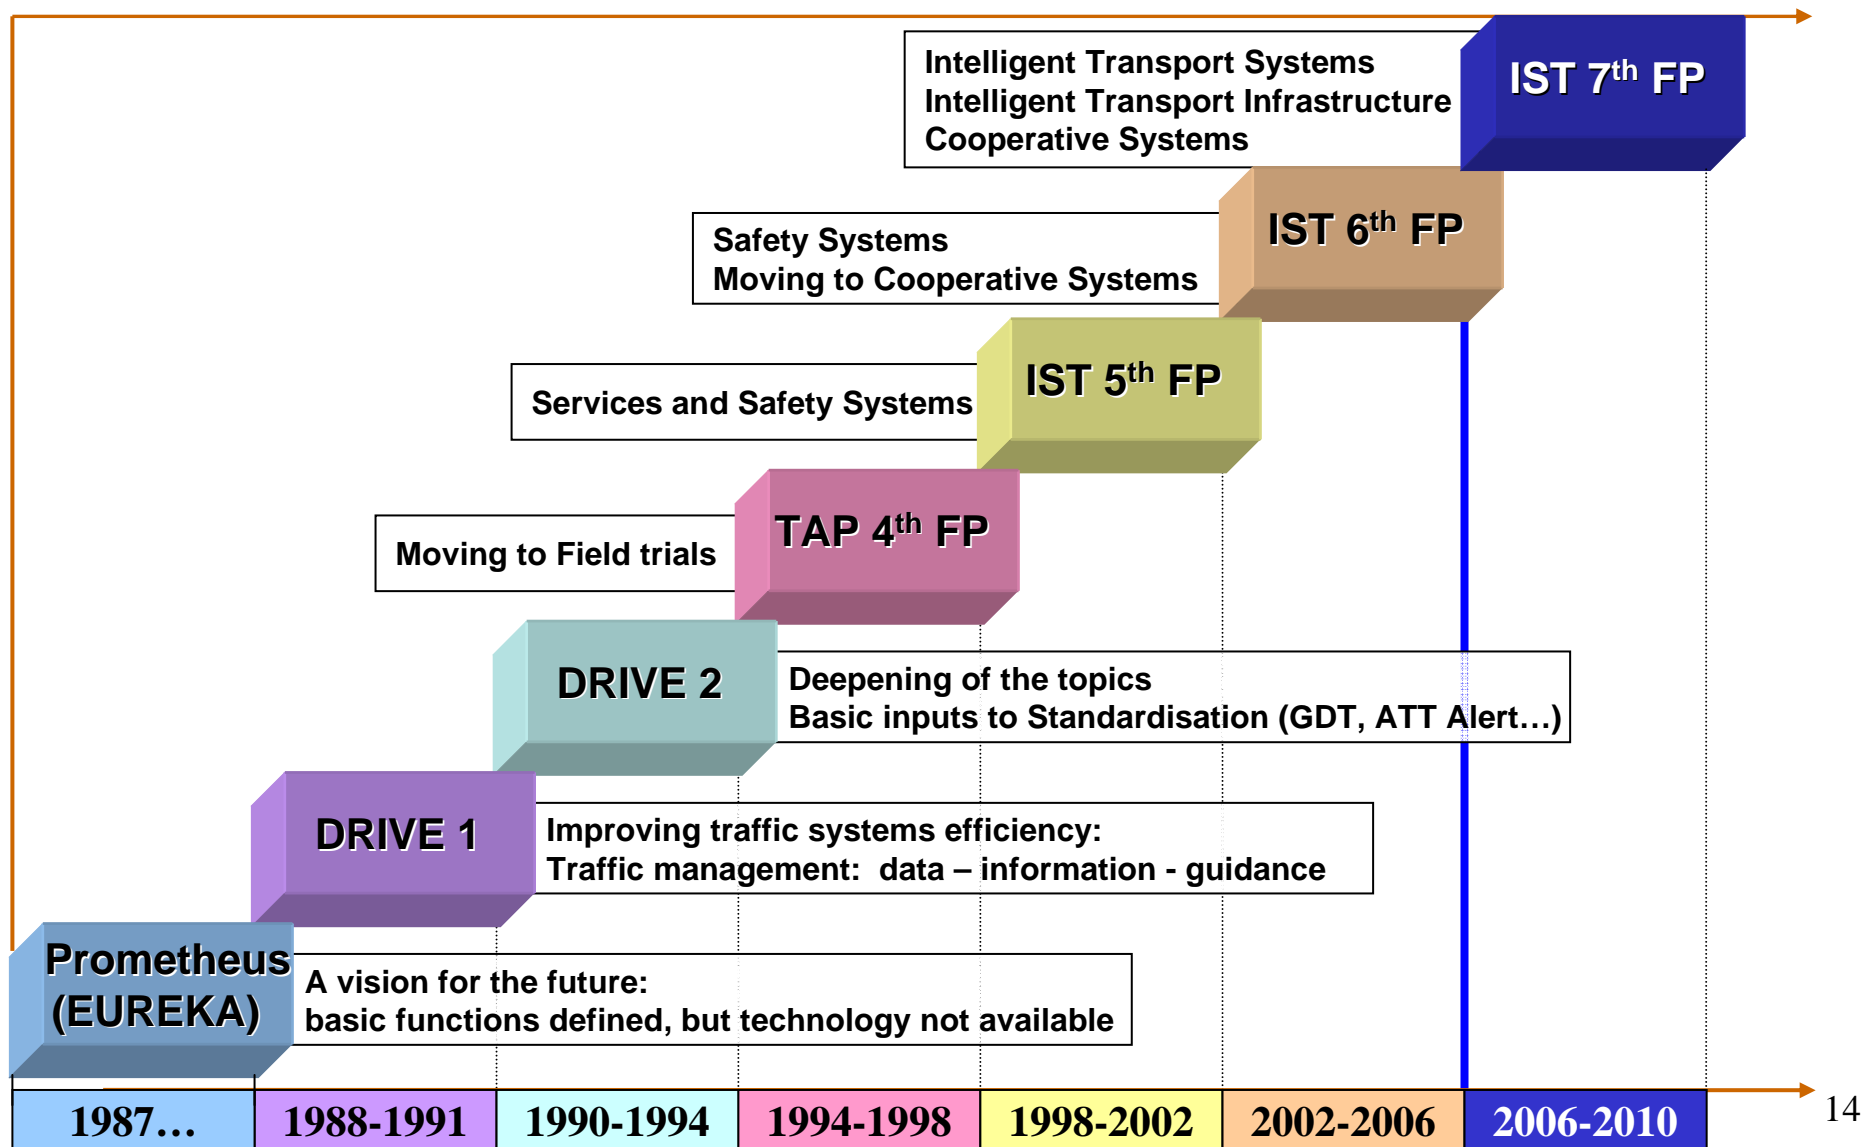 Intelligent Transport Systems
Intelligent Transport Infrastructure
Cooperative Systems
IST 7th FP
Safety Systems
Moving to Cooperative Systems
IST 6th FP
Services and Safety Systems
IST 5th FP
Moving to Field trials
TAP 4th FP
DRIVE 2
Deepening of the topics
Basic inputs to Standardisation (GDT, ATT Alert…)
DRIVE 1
Improving traffic systems efficiency:
Traffic management:  data – information - guidance
Prometheus
(EUREKA)
A vision for the future:
basic functions defined, but technology not available
1987…
1988-1991
1990-1994
1994-1998
1998-2002
2002-2006
2006-2010
14